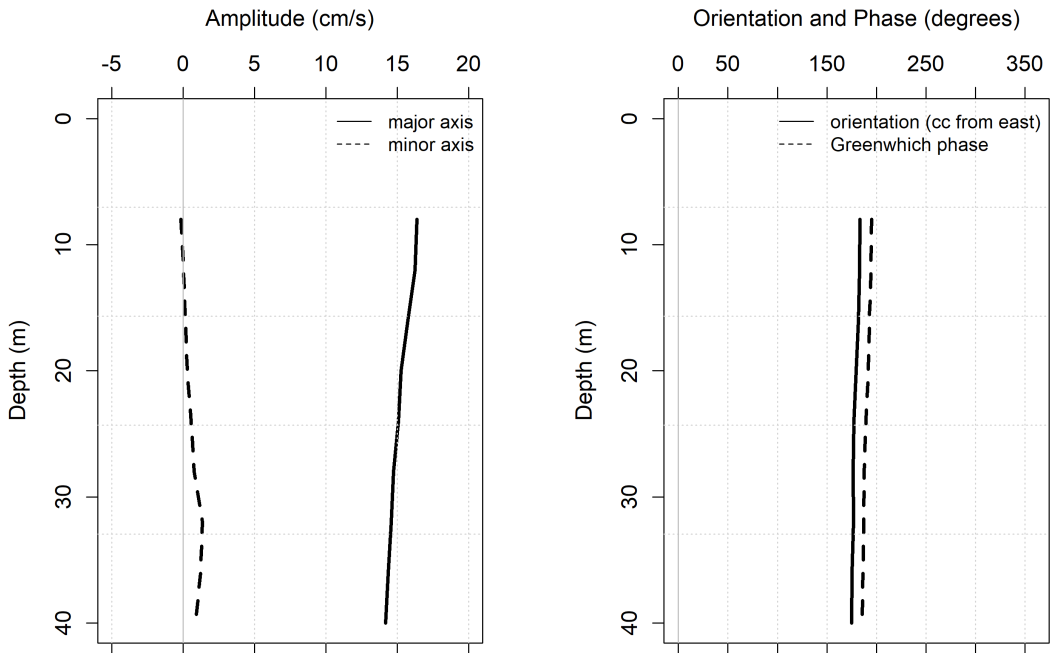 Amplitude (cm/s)
-5 0 5 10 15 20
major axis
minor axis
0
10
20
30
40
Depth (m)
Orientation and Phase (degrees)
0 50 150 250 350
orientation (cc from east)
Greenwhich phase
0
10
20
30
40
Depth (m)